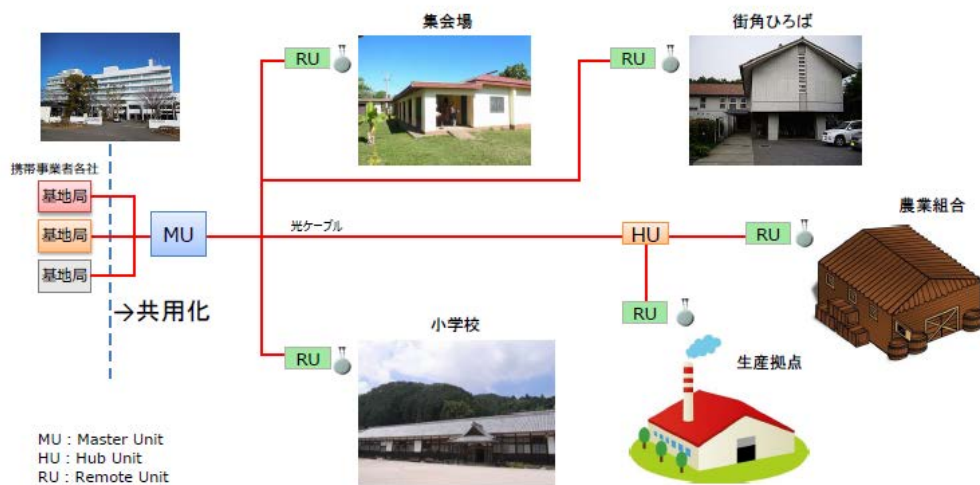 集会場
街角ひろば
RU
RU
携帯事業者各社
基地局
基地局
基地局
MU
光ケーブル
HU
RU
農業組合
RU
→共用化
小学校
RU
生産拠点
MU : Master Unit
HU : Hub Unit
RU : Remote Unit